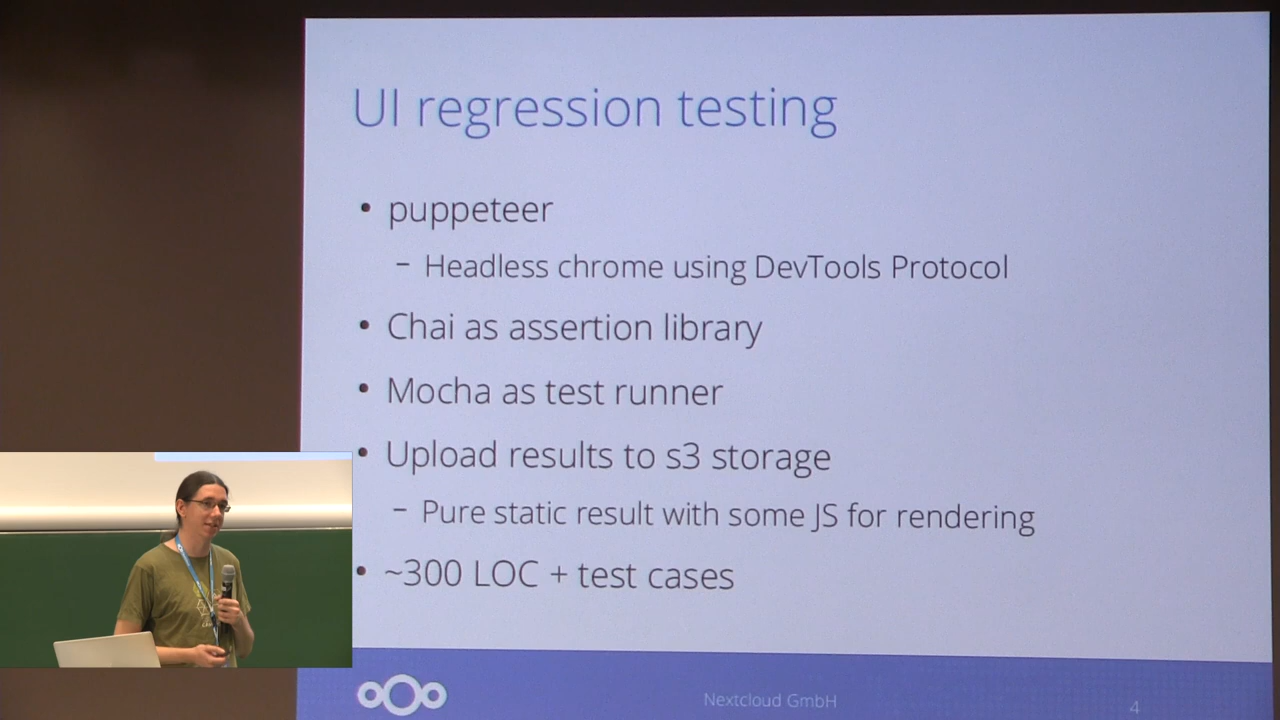 UI regression testing
• puppeteer
– Headless chrome using DevTools Protocol
• Chai as assertion library
• Mocha as test runner
• Upload results to s3 storage
– Pure static result with some JS for rendering
• ~300 LOC + test cases
Nextcloud GmbH
4